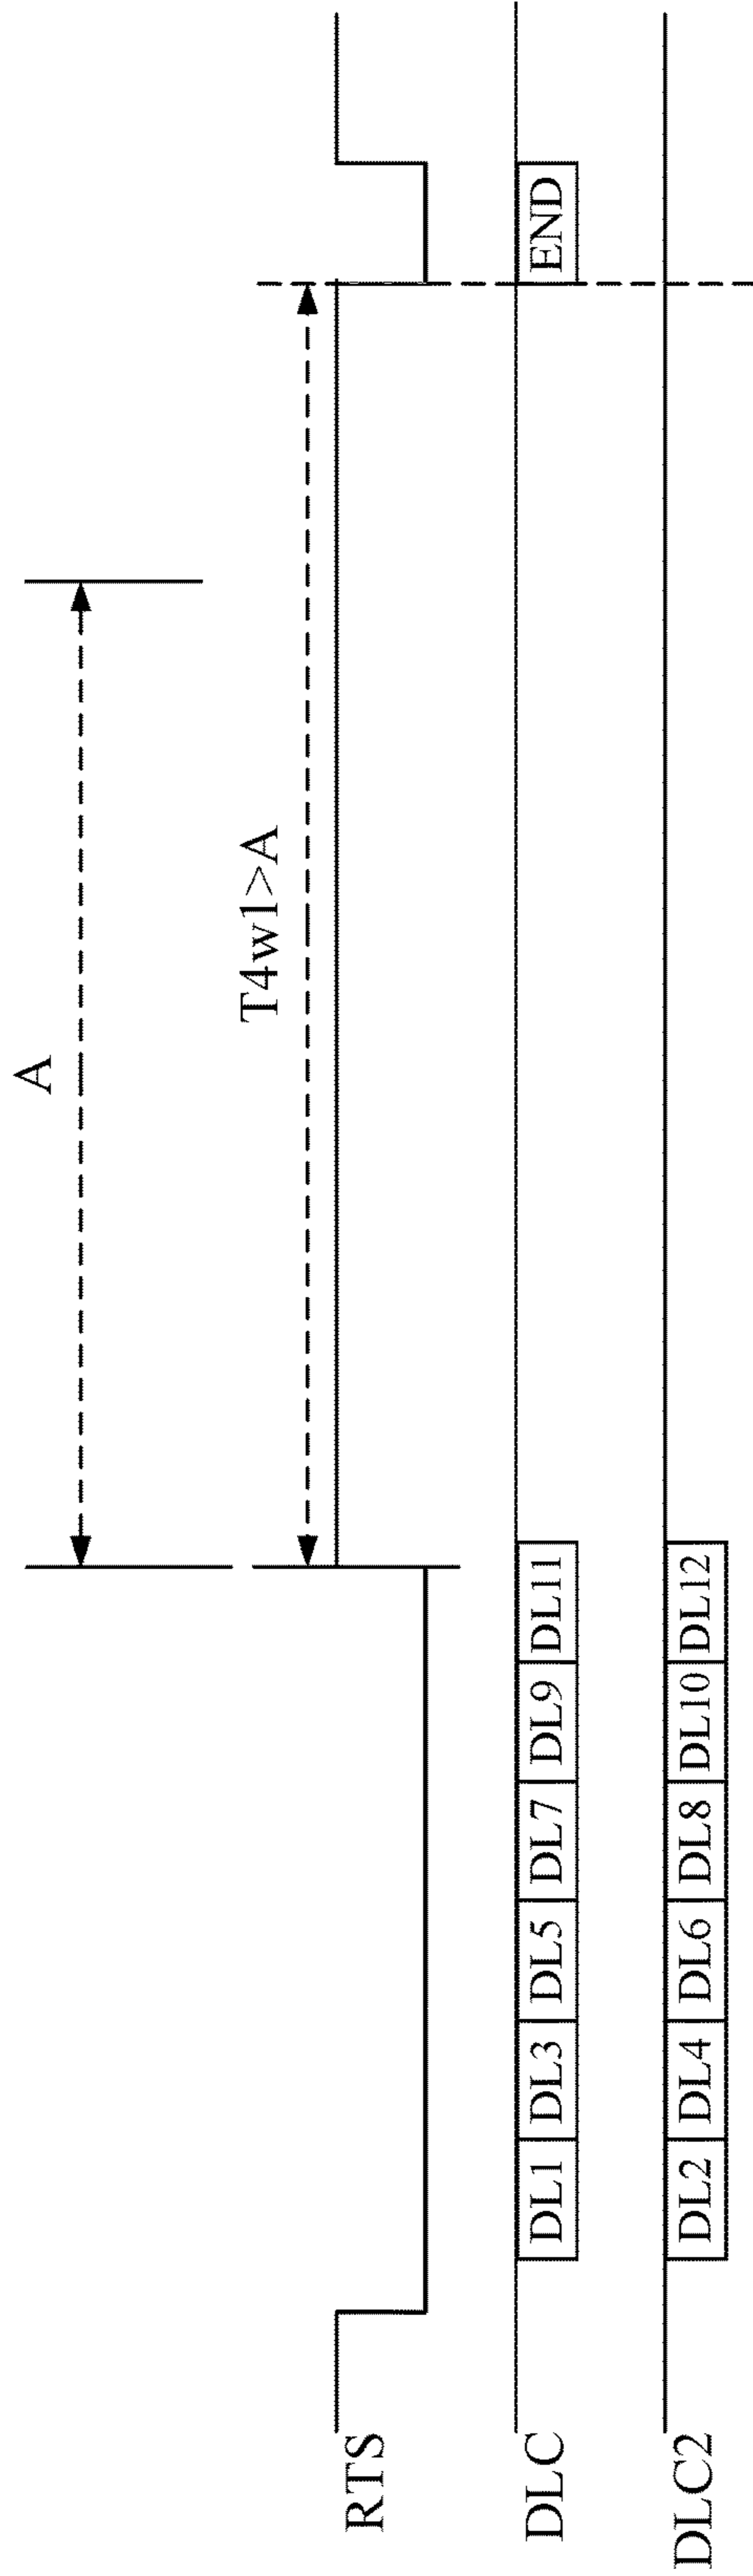 A
T4w1>A
RTS
DLC
DL1 DL3 DL5 DL7 DL9 DL11 END
DLC2
DL2 DL4 DL6 DL8 DL10 DL12